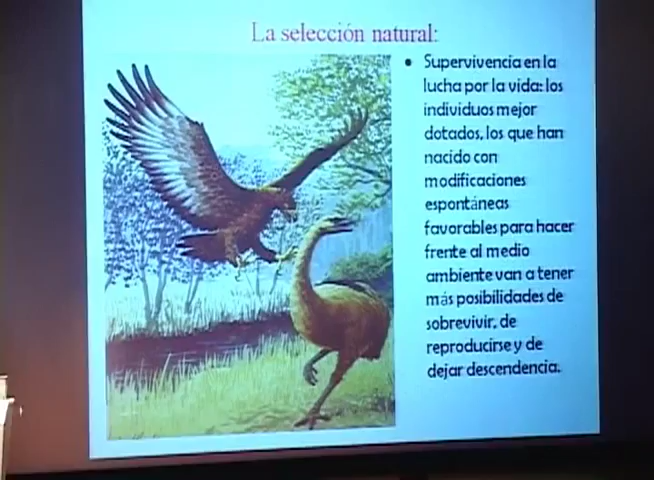 La selección natural:
• Supervivencia en la
lucha por la vida: los
individuos mejor
dotados, los que han
nacido con
modificaciones
espontáneas
favorables para hacer
frente al medio
ambiente van a tener
más posibilidades de
sobrevivir, de
reproducirse y de
dejar descendencia.